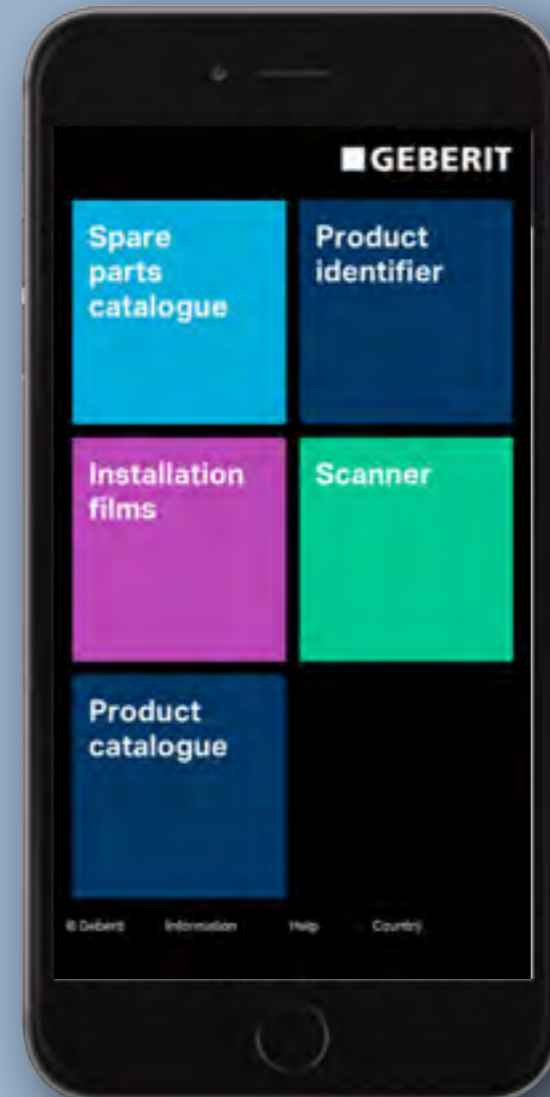 GEBERIT
Spare
parts
catalogue
Product
identifier
Installation
films
Scanner
Product
catalogue
© Geberit Information Help Country